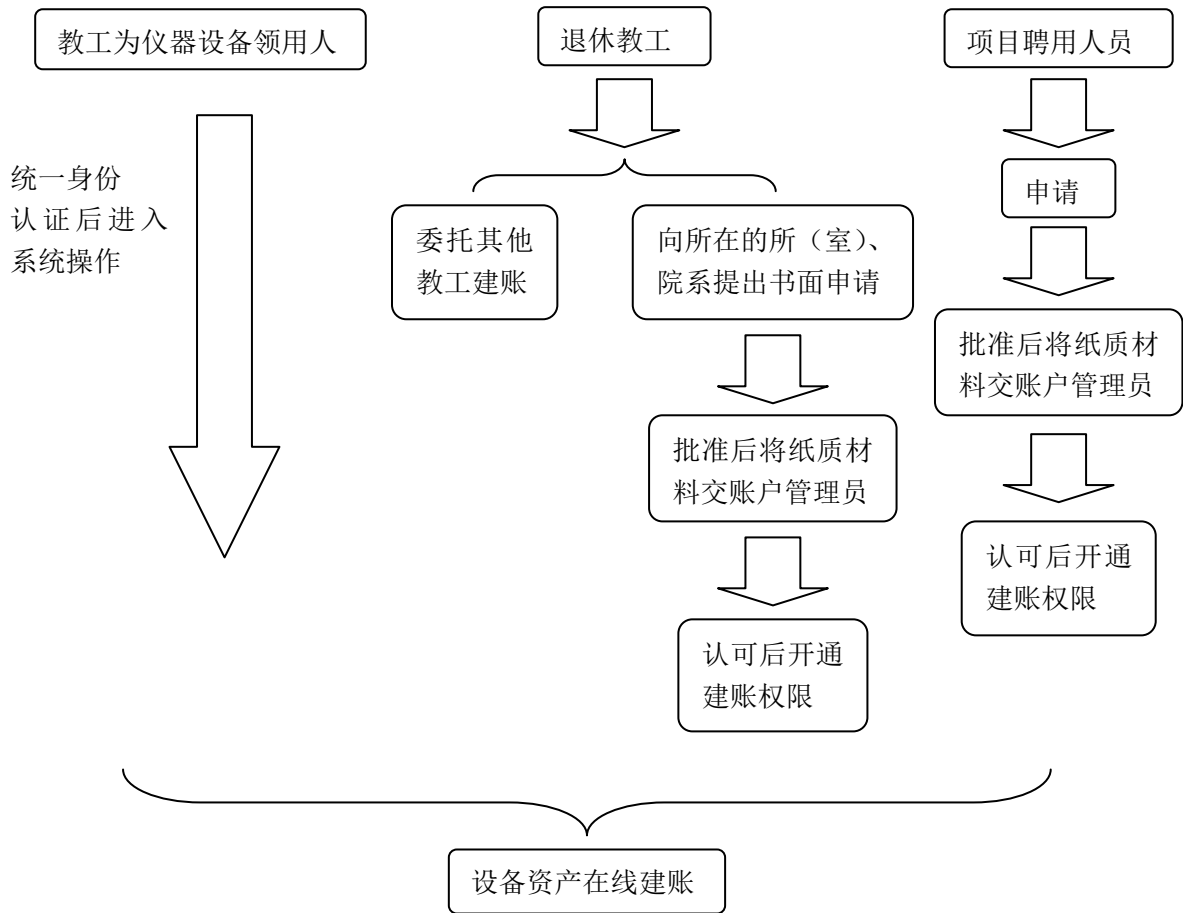 教工为仪器设备领用人
退休教工
项目聘用人员
统一身份
认证后进入
系统操作
申请
委托其他
教工建账
向所在的所（室）、
院系提出书面申请
批准后将纸质材
料交账户管理员
批准后将纸质材
料交账户管理员
认可后开通
建账权限
认可后开通
建账权限
设备资产在线建账